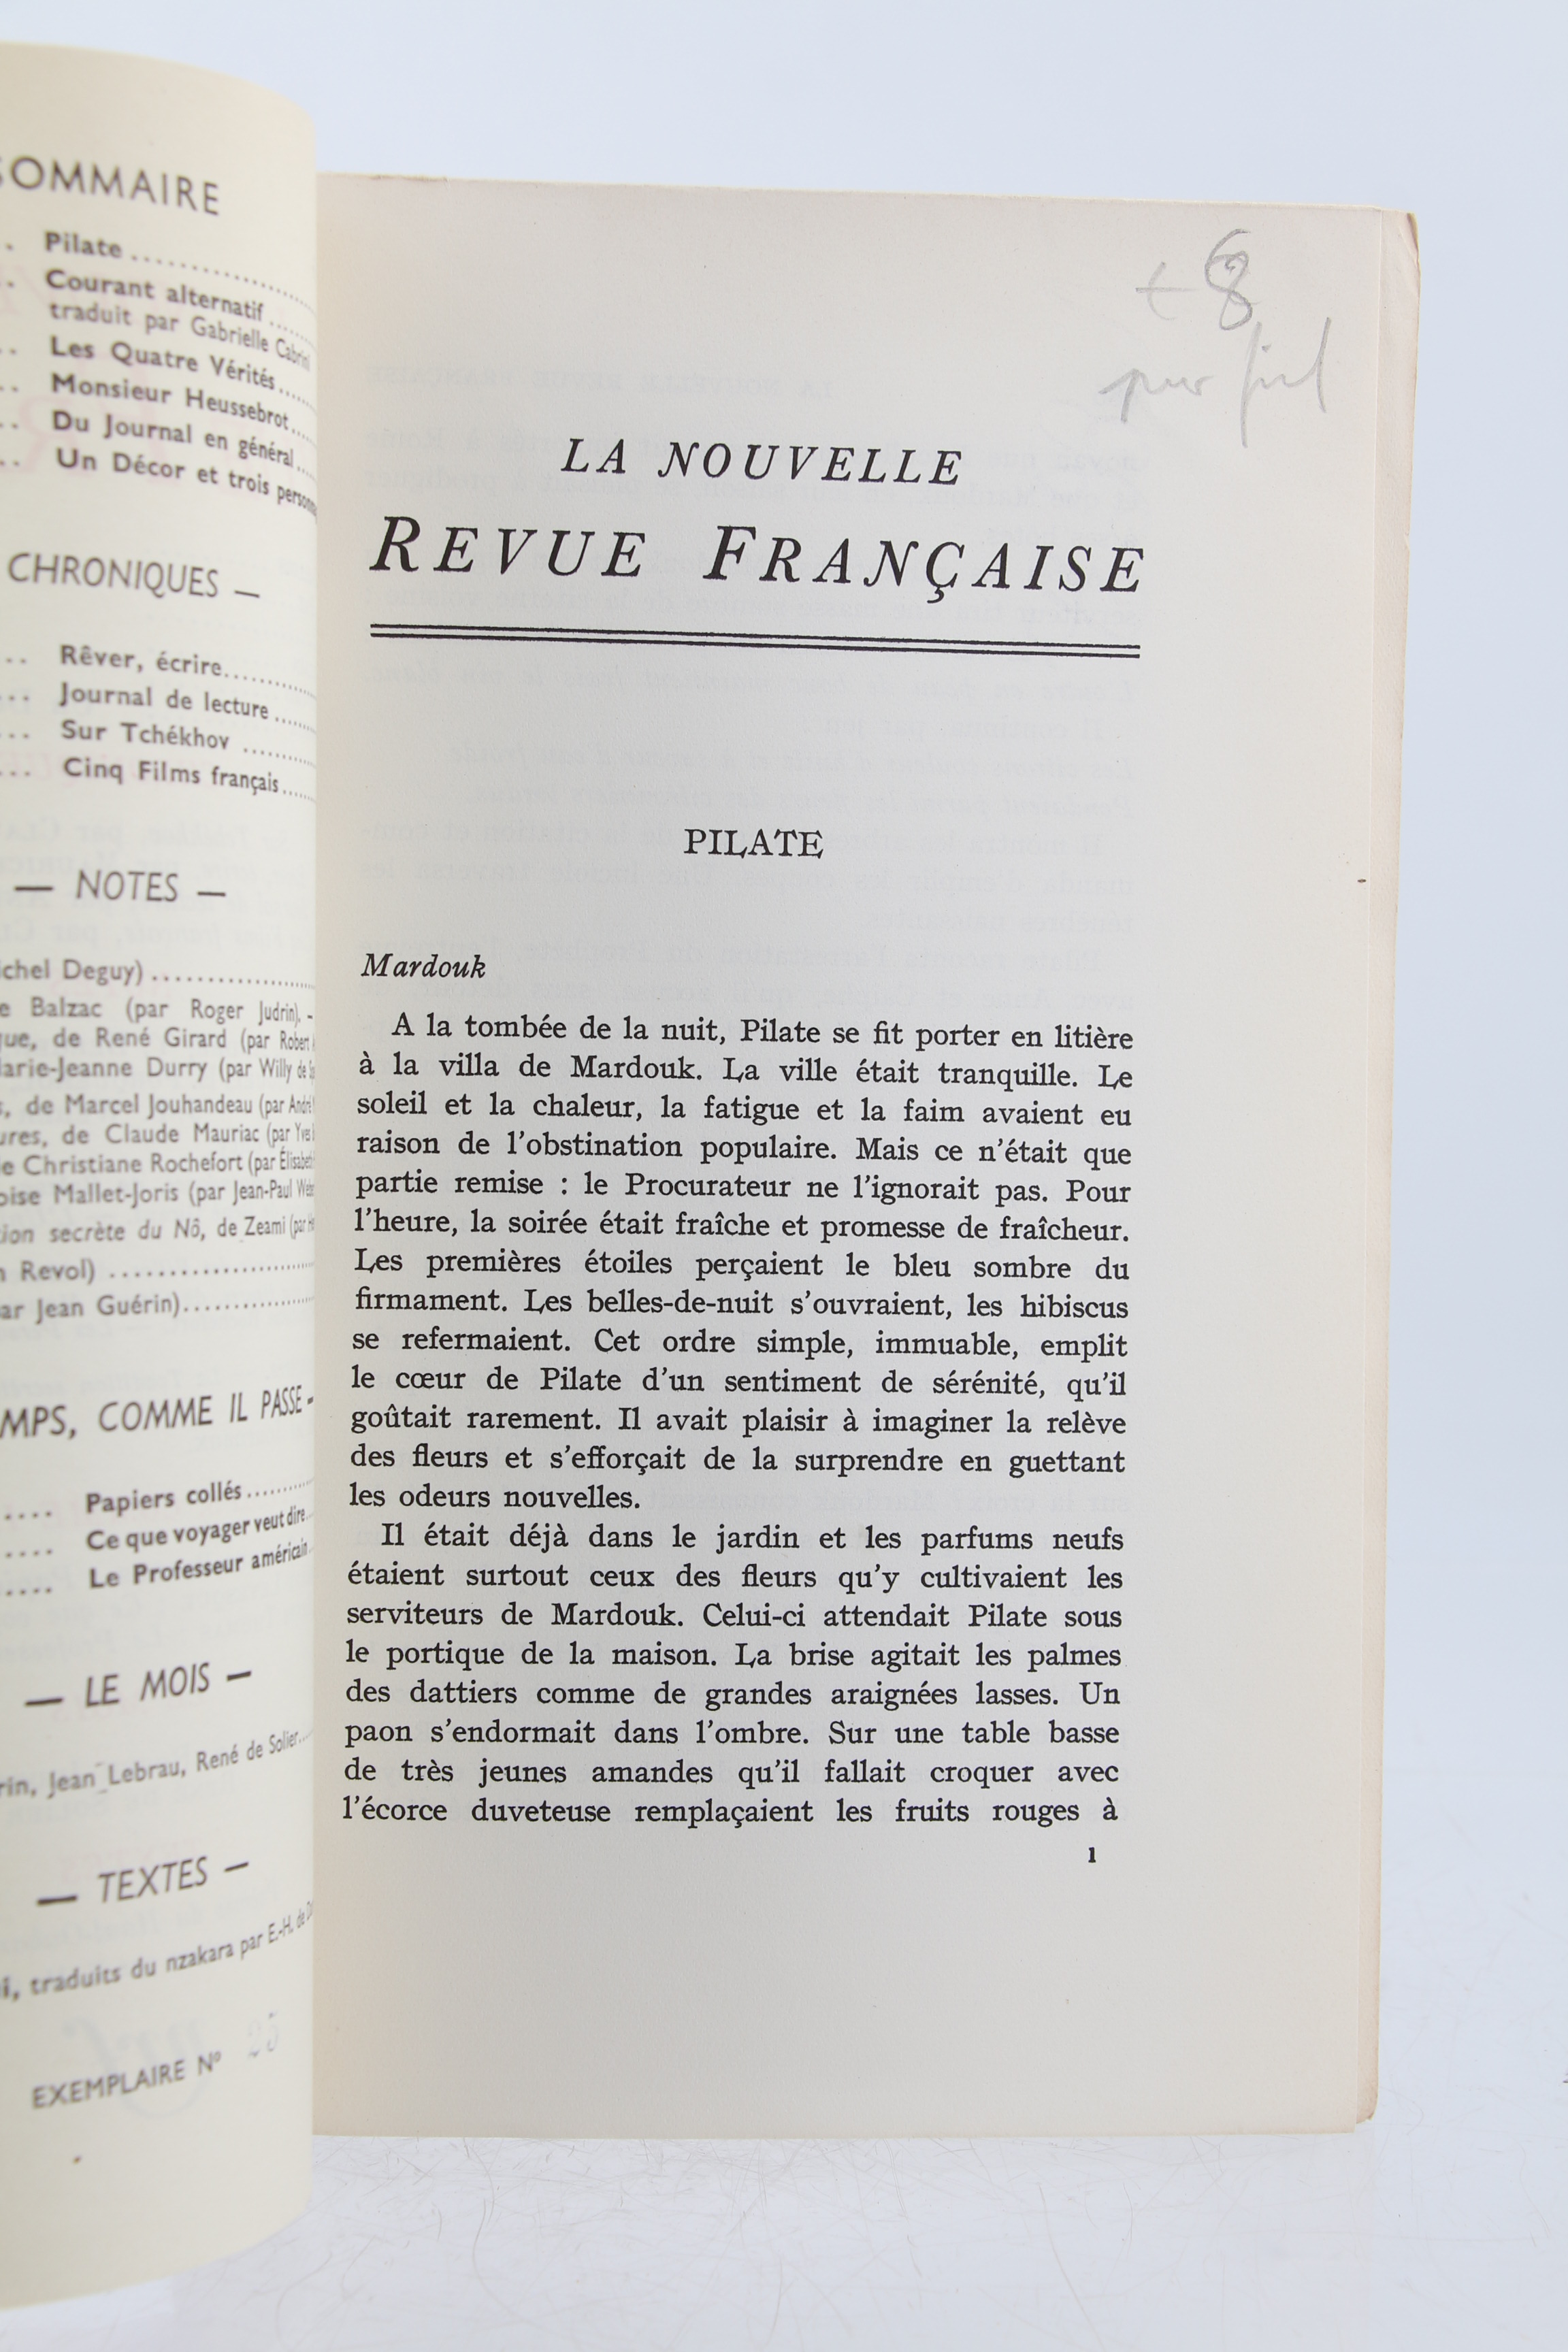 SOMMAIRE
Pilate
Courant alternatif
traduit par Gabrielle
Les Quatre Vérités
Monsieur Heussebrot
Du Journal en général
Un Décor et trois
CHRONIQUES —
Rêver, écrire
Journal de lecture
Sur Tchékhov
Cinq Films français
— NOTES —
Deguy)
Balzac (par Roger Judrin). -
de René Girard (par Robert
Durry (par Willy de
de Marcel Jouhandeau (par André
de Claude Mauriac (par
Christiane Rochefort (par
Mallet-Joris (par Jean-Paul
secrète du Nô, de Zeami (par
Revol)
Jean Guérin)
COMME IL PASSE -
Papiers collés
Ce que voyager veut dire
Le Professeur américain
— LE MOIS —
Jean Lebrau, René de Solier
— TEXTES —
traduits du nzakara par E.-H. de
EXEMPLAIRE Nº
8
pur fil
LA NOUVELLE
REVUE FRANÇAISE
PILATE
Mardouk
A la tombée de la nuit, Pilate se fit porter en litière
à la villa de Mardouk. La ville était tranquille. Le
soleil et la chaleur, la fatigue et la faim avaient eu
raison de l'obstination populaire. Mais ce n'était que
partie remise : le Procurateur ne l'ignorait pas. Pour
l'heure, la soirée était fraîche et promesse de fraîcheur.
Les premières étoiles perçaient le bleu sombre du
firmament. Les belles-de-nuit s'ouvraient, les hibiscus
se refermaient. Cet ordre simple, immuable, emplit
le cœur de Pilate d'un sentiment de sérénité, qu'il
goûtait rarement. Il avait plaisir à imaginer la relève
des fleurs et s'efforçait de la surprendre en guettant
les odeurs nouvelles.
Il était déjà dans le jardin et les parfums neufs
étaient surtout ceux des fleurs qu'y cultivaient les
serviteurs de Mardouk. Celui-ci attendait Pilate sous
le portique de la maison. La brise agitait les palmes
des dattiers comme de grandes araignées lasses. Un
paon s'endormait dans l'ombre. Sur une table basse
de très jeunes amandes qu'il fallait croquer avec
l'écorce duveteuse remplaçaient les fruits rouges à
1